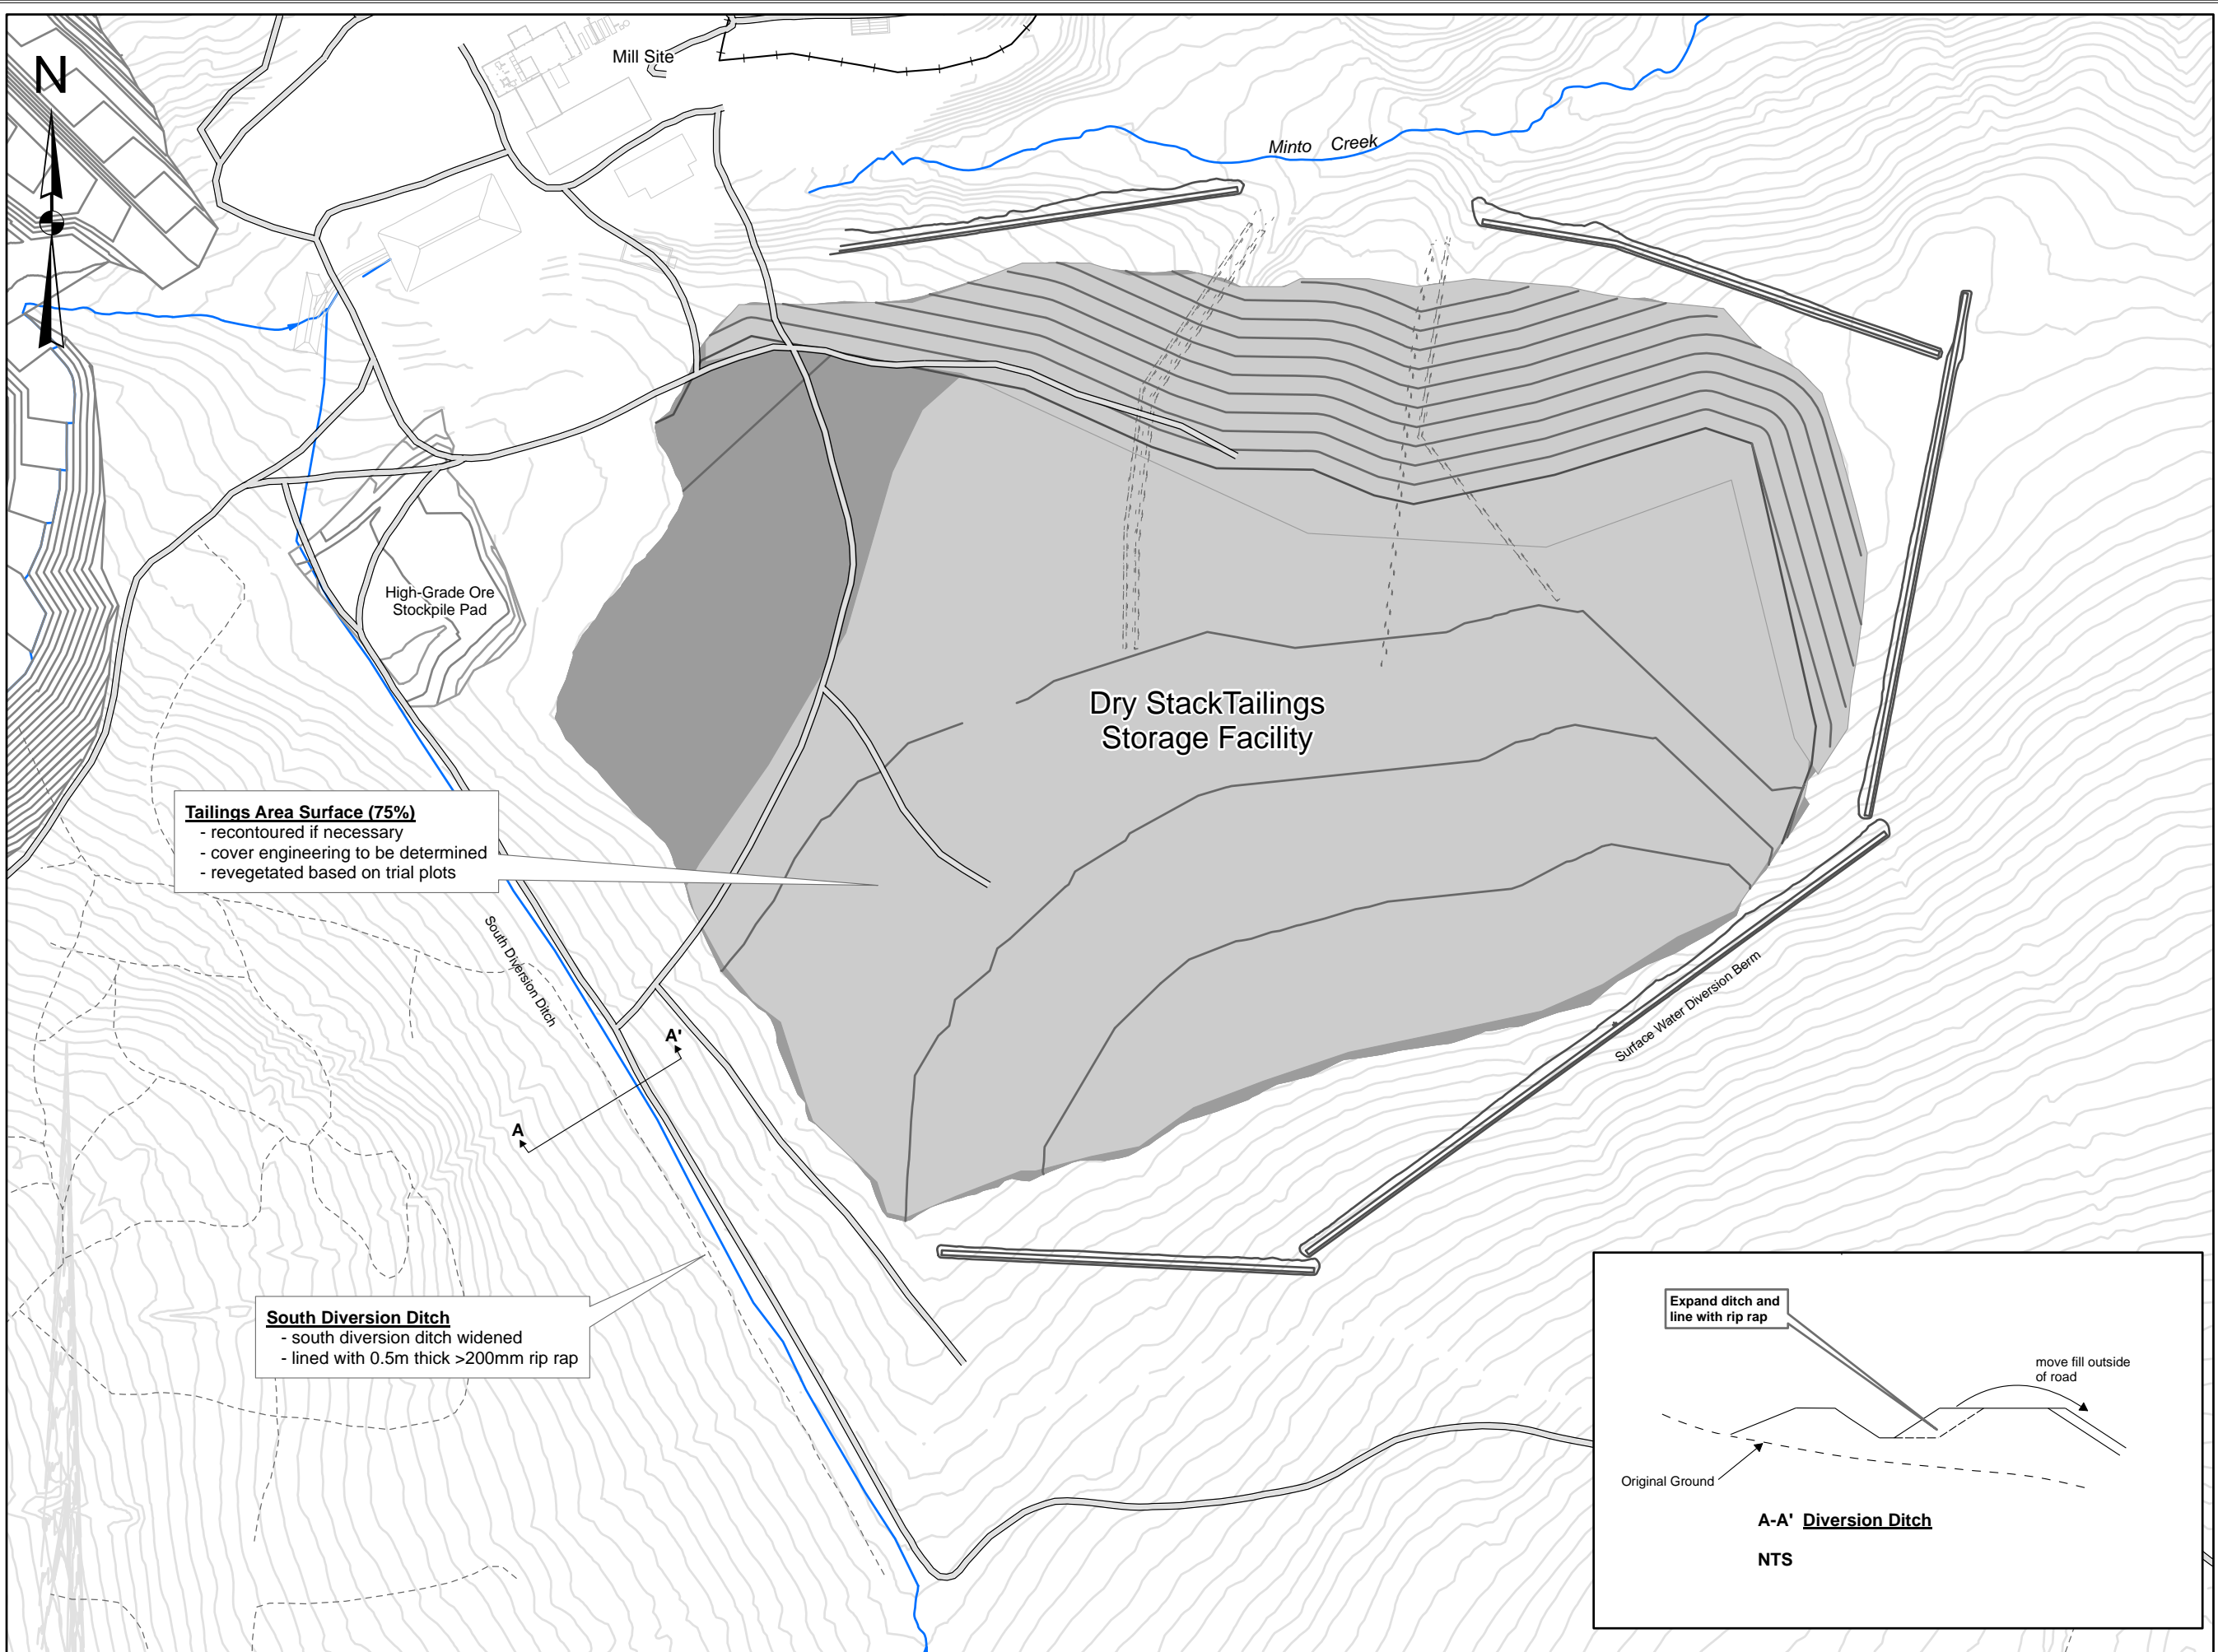 N
Mill Site
Minto Creek
High-Grade Ore
Stockpile Pad
Dry StackTailings
Storage Facility
Tailings Area Surface (75%)
- recontoured if necessary
- cover engineering to be determined
- revegetated based on trial plots
South Diversion Ditch
Surface Water Diversion Berm
A'
A
South Diversion Ditch
- south diversion ditch widened
- lined with 0.5m thick >200mm rip rap
Expand ditch and
line with rip rap
move fill outside
of road
Original Ground
A-A' Diversion Ditch
NTS